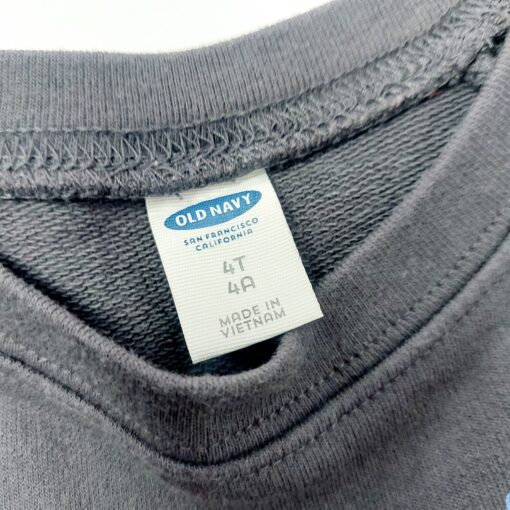 OLD NAVY
SAN FRANCISCO
CALIFORNIA
4T
4A
MADE IN
VIETNAM